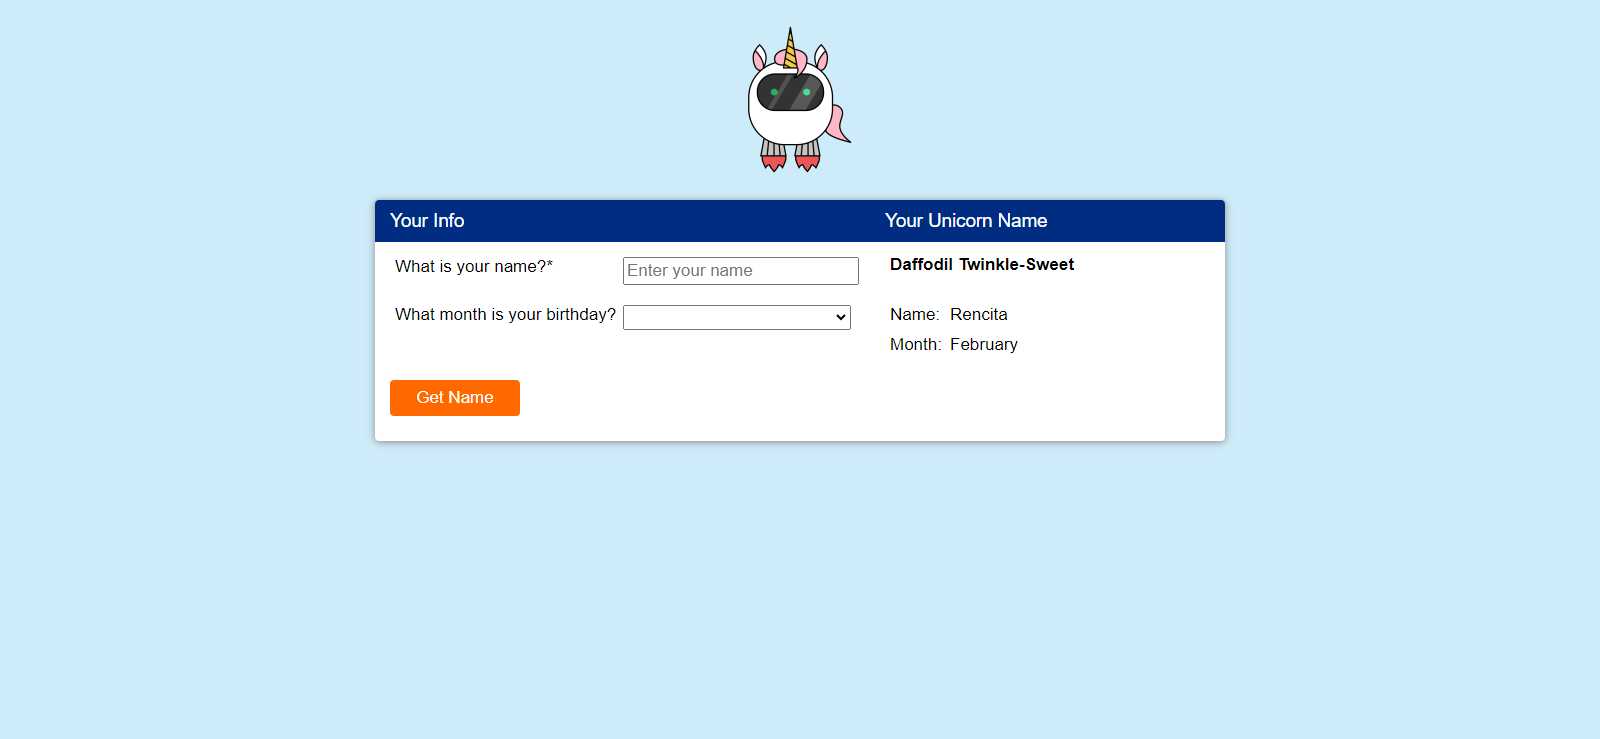 Your Info
Your Unicorn Name
What is your name?*
Enter your name
Daffodil Twinkle-Sweet
What month is your birthday?
Name: Rencita
Month: February
Get Name